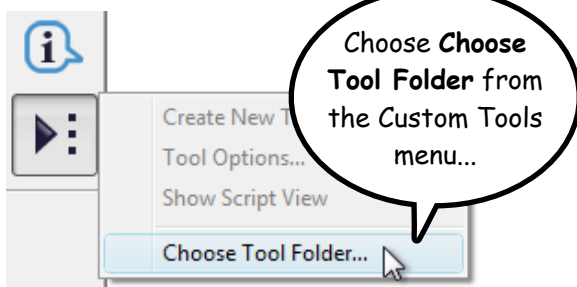 Choose Choose
Tool Folder from
the Custom Tools
menu...
Create New
Tool Options...
Show Script View
Choose Tool Folder...